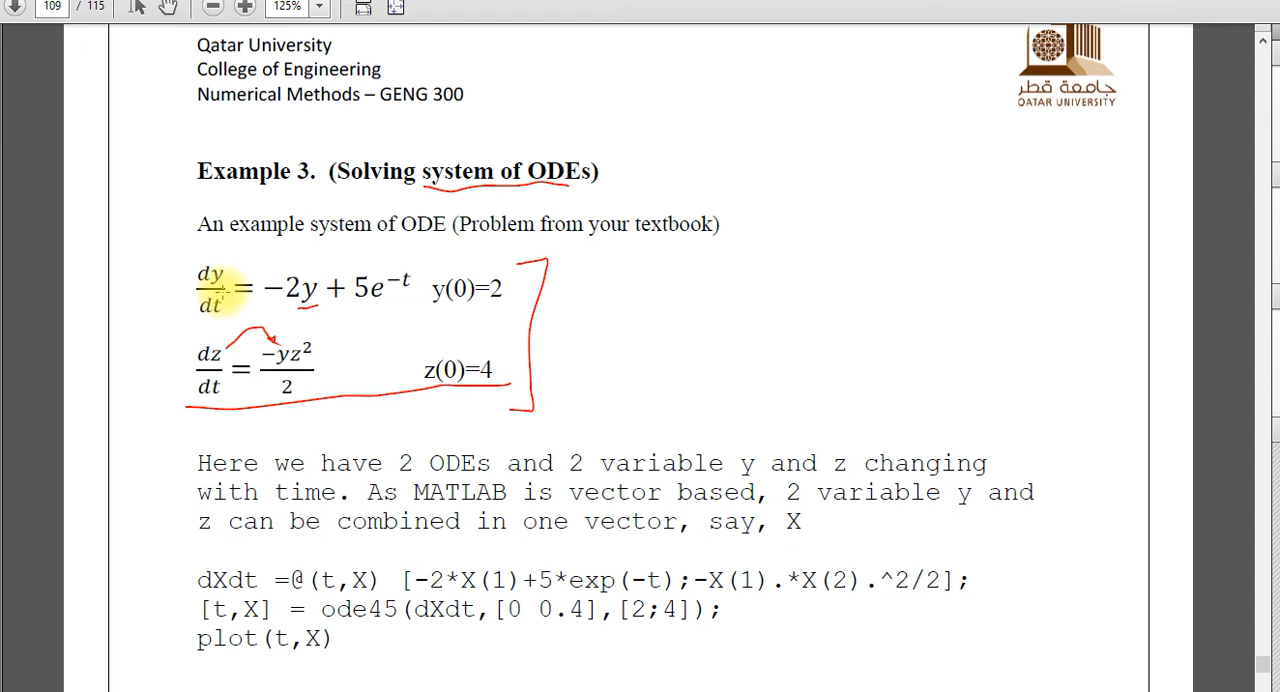 109 / 115 125%
Qatar University
College of Engineering
Numerical Methods – GENG 300
جامعة قطر
QATAR UNIVERSITY
Example 3. (Solving system of ODEs)
An example system of ODE (Problem from your textbook)
dy/dt = −2y + 5e^−t y(0)=2
dz/dt = −yz²/2 z(0)=4
Here we have 2 ODEs and 2 variable y and z changing
with time. As MATLAB is vector based, 2 variable y and
z can be combined in one vector, say, X
dXdt =@(t,X) [-2*X(1)+5*exp(-t);-X(1).*X(2).^2/2];
[t,X] = ode45(dXdt,[0 0.4],[2;4]);
plot(t,X)